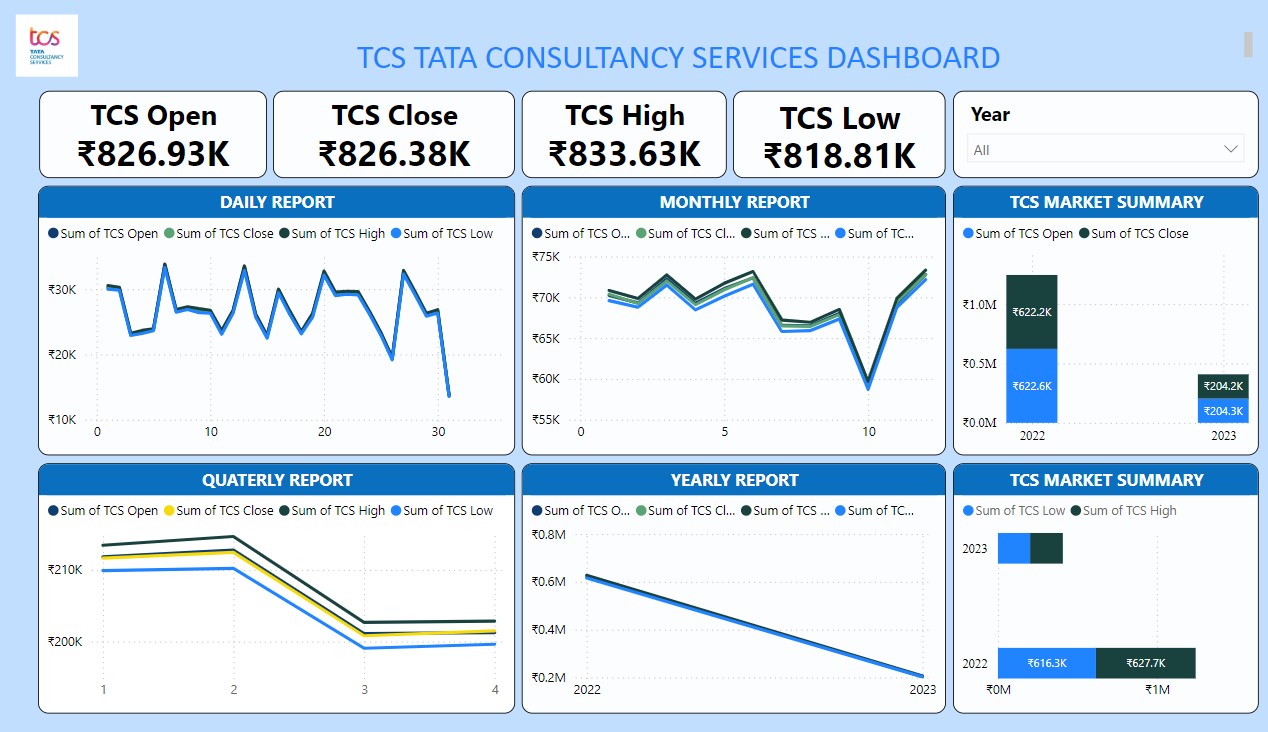 tcs
TATA
CONSULTANCY
SERVICES
TCS TATA CONSULTANCY SERVICES DASHBOARD
TCS Open
₹826.93K
TCS Close
₹826.38K
TCS High
₹833.63K
TCS Low
₹818.81K
Year
All
DAILY REPORT
Sum of TCS Open Sum of TCS Close Sum of TCS High Sum of TCS Low
₹30K
₹20K
₹10K
0 10 20 30
MONTHLY REPORT
Sum of TCS O... Sum of TCS Cl... Sum of TCS ... Sum of TC...
₹75K
₹70K
₹65K
₹60K
₹55K
0 5 10
TCS MARKET SUMMARY
Sum of TCS Open Sum of TCS Close
₹1.0M
₹0.5M
₹0.0M
₹622.2K
₹622.6K
₹204.2K
₹204.3K
2022 2023
QUATERLY REPORT
Sum of TCS Open Sum of TCS Close Sum of TCS High Sum of TCS Low
₹210K
₹200K
1 2 3 4
YEARLY REPORT
Sum of TCS O... Sum of TCS Cl... Sum of TCS ... Sum of TC...
₹0.8M
₹0.6M
₹0.4M
₹0.2M
2022 2023
TCS MARKET SUMMARY
Sum of TCS Low Sum of TCS High
2023
2022 ₹616.3K ₹627.7K
₹0M ₹1M